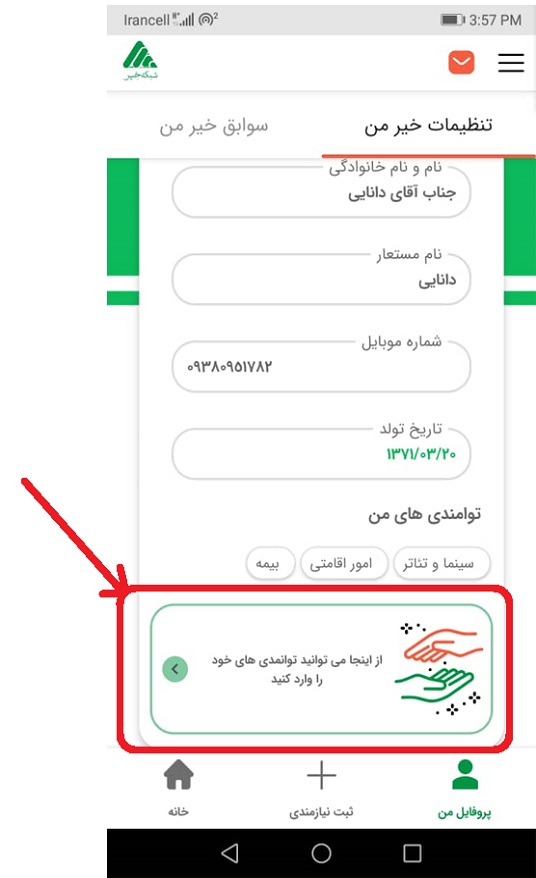 Irancell 3:57 PM
شبکه خیر
تنظیمات خیر من
سوابق خیر من
نام و نام خانوادگی
جناب آقای دانایی
نام مستعار
دانایی
شماره موبایل
۰۹۳۸۰۹۵۱۷۸۲
تاریخ تولد
۱۳۷۱/۰۳/۲۰
توامندی های من
سینما و تئاتر
امور اقامتی
بیمه
از اینجا می توانید توانمدی های خود
را وارد کنید
پروفایل من
ثبت نیازمندی
خانه